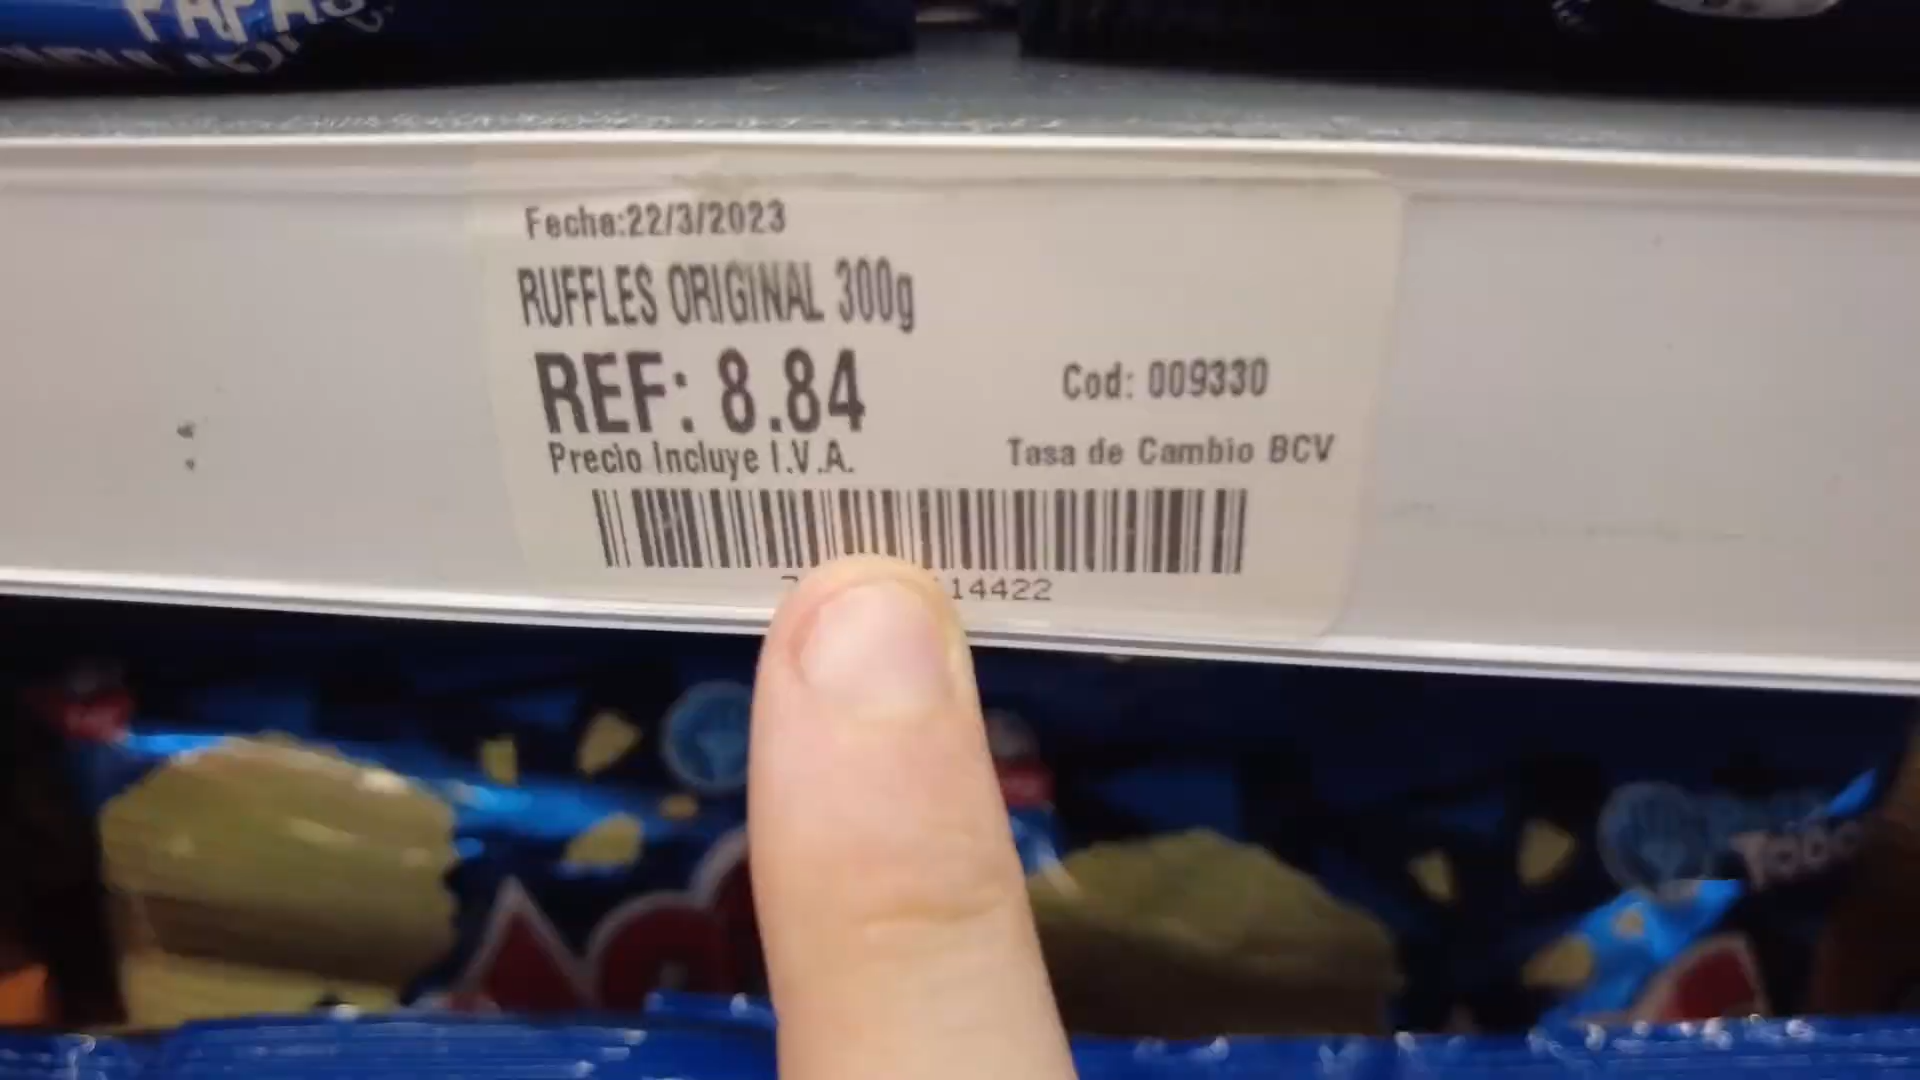 PAPAS
Fecha:22/3/2023
RUFFLES ORIGINAL 300g
REF: 8.84
Cod: 009330
Precio Incluye I.V.A.
Tasa de Cambio BCV
14422